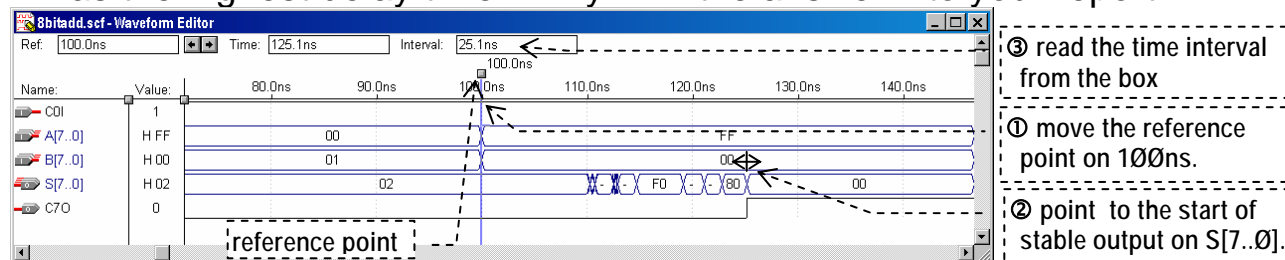 8bitadd.scf - Waveform Editor
Ref: 100.0ns Time: 125.1ns Interval: 25.1ns
100.0ns
Name: Value: 80.0ns 90.0ns 100.0ns 110.0ns 120.0ns 130.0ns 140.0ns
C0I 1
A[7..0] H FF 00 FF
B[7..0] H 00 01 00
S[7..0] H 02 02 - - F0 - - 80 00
C7O 0
reference point
③ read the time interval
from the box
① move the reference
point on 1ØØns.
② point to the start of
stable output on S[7..Ø].